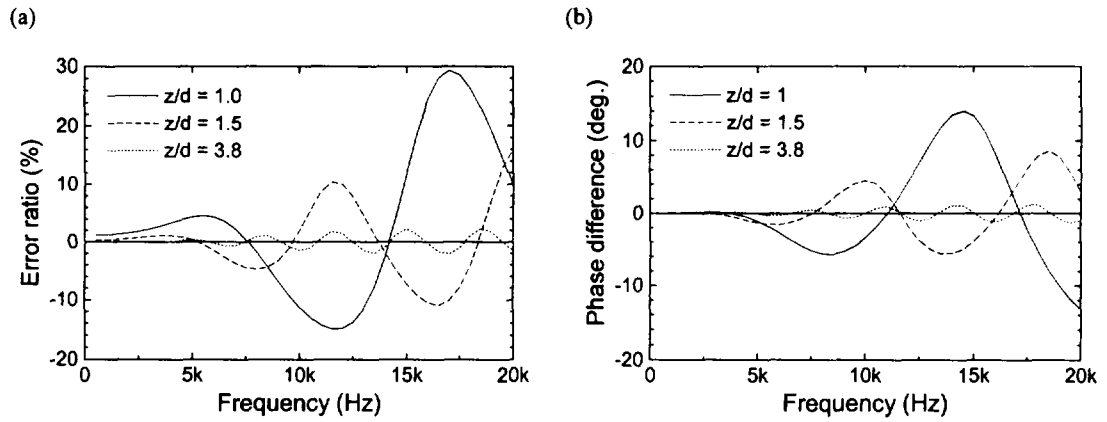 (a)
(b)
Error ratio (%)
30
20
10
0
-10
-20
z/d = 1.0
z/d = 1.5
z/d = 3.8
0
5k
10k
15k
20k
Frequency (Hz)
Phase difference (deg.)
20
10
0
-10
-20
z/d = 1
z/d = 1.5
z/d = 3.8
0
5k
10k
15k
20k
Frequency (Hz)